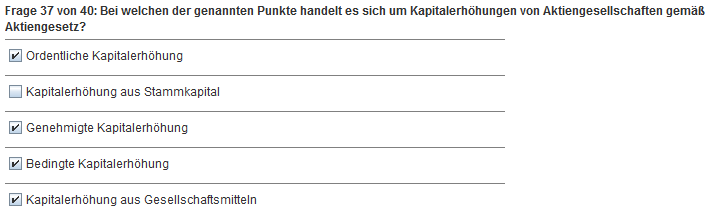 Frage 37 von 40: Bei welchen der genannten Punkte handelt es sich um Kapitalerhöhungen von Aktiengesellschaften gemäß
Aktiengesetz?
Ordentliche Kapitalerhöhung
Kapitalerhöhung aus Stammkapital
Genehmigte Kapitalerhöhung
Bedingte Kapitalerhöhung
Kapitalerhöhung aus Gesellschaftsmitteln